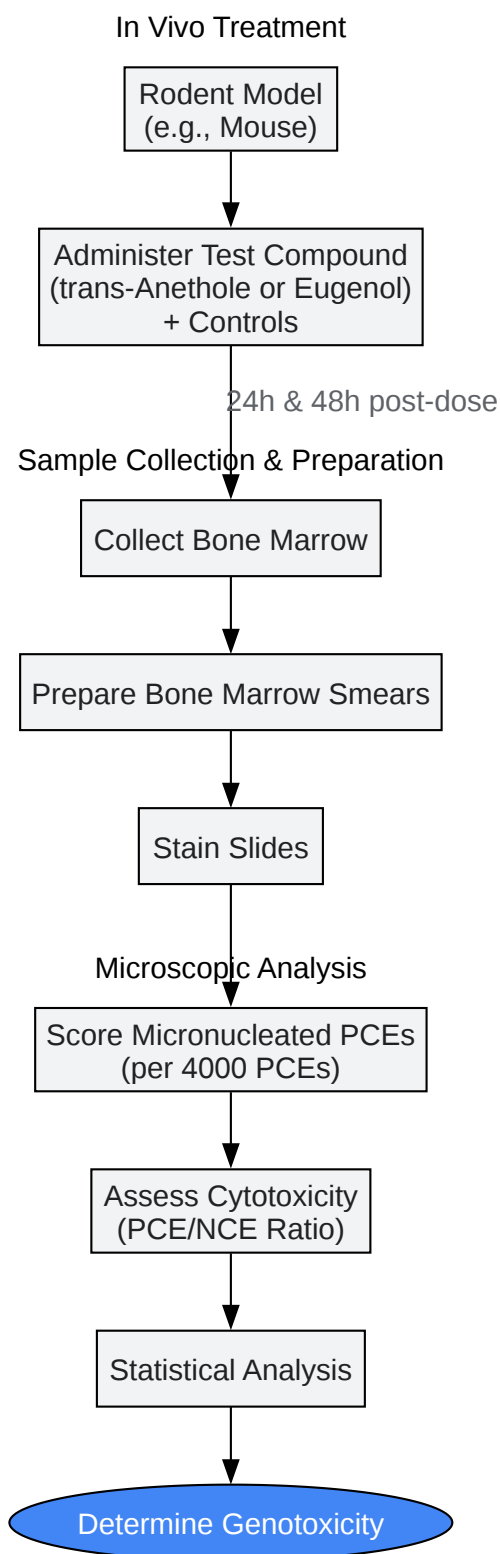 In Vivo Treatment
Rodent Model
(e.g., Mouse)
Administer Test Compound
(trans-Anethole or Eugenol)
+ Controls
24h & 48h post-dose
Sample Collection & Preparation
Collect Bone Marrow
Prepare Bone Marrow Smears
Stain Slides
Microscopic Analysis
Score Micronucleated PCEs
(per 4000 PCEs)
Assess Cytotoxicity
(PCE/NCE Ratio)
Statistical Analysis
Determine Genotoxicity